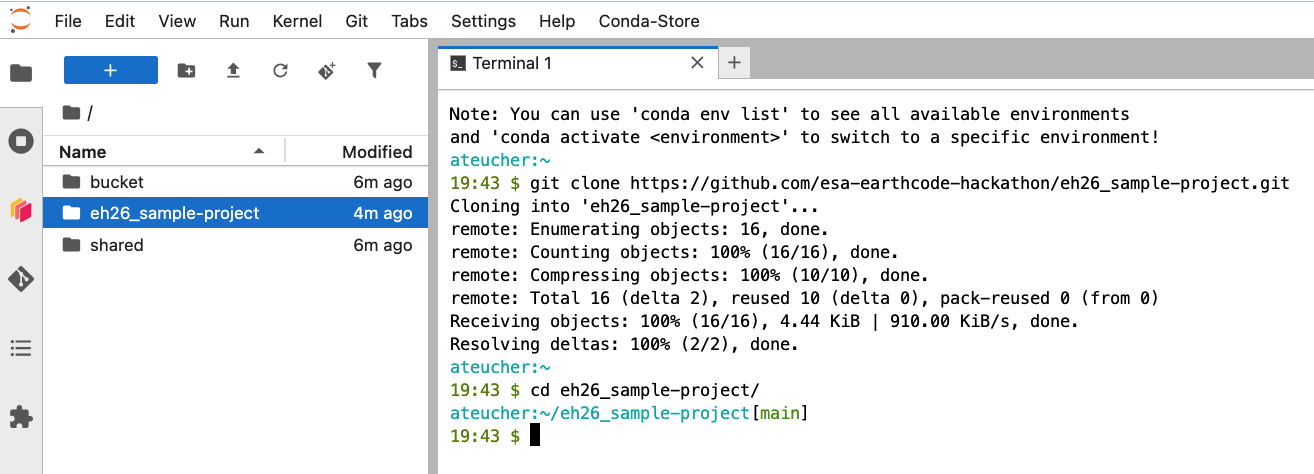 File Edit View Run Kernel Git Tabs Settings Help Conda-Store
+
/
Name Modified
bucket 6m ago
eh26_sample-project 4m ago
shared 6m ago
Terminal 1
Note: You can use 'conda env list' to see all available environments
and 'conda activate <environment>' to switch to a specific environment!
ateucher:~
19:43 $ git clone https://github.com/esa-earthcode-hackathon/eh26_sample-project.git
Cloning into 'eh26_sample-project'...
remote: Enumerating objects: 16, done.
remote: Counting objects: 100% (16/16), done.
remote: Compressing objects: 100% (10/10), done.
remote: Total 16 (delta 2), reused 10 (delta 0), pack-reused 0 (from 0)
Receiving objects: 100% (16/16), 4.44 KiB | 910.00 KiB/s, done.
Resolving deltas: 100% (2/2), done.
ateucher:~
19:43 $ cd eh26_sample-project/
ateucher:~/eh26_sample-project[main]
19:43 $